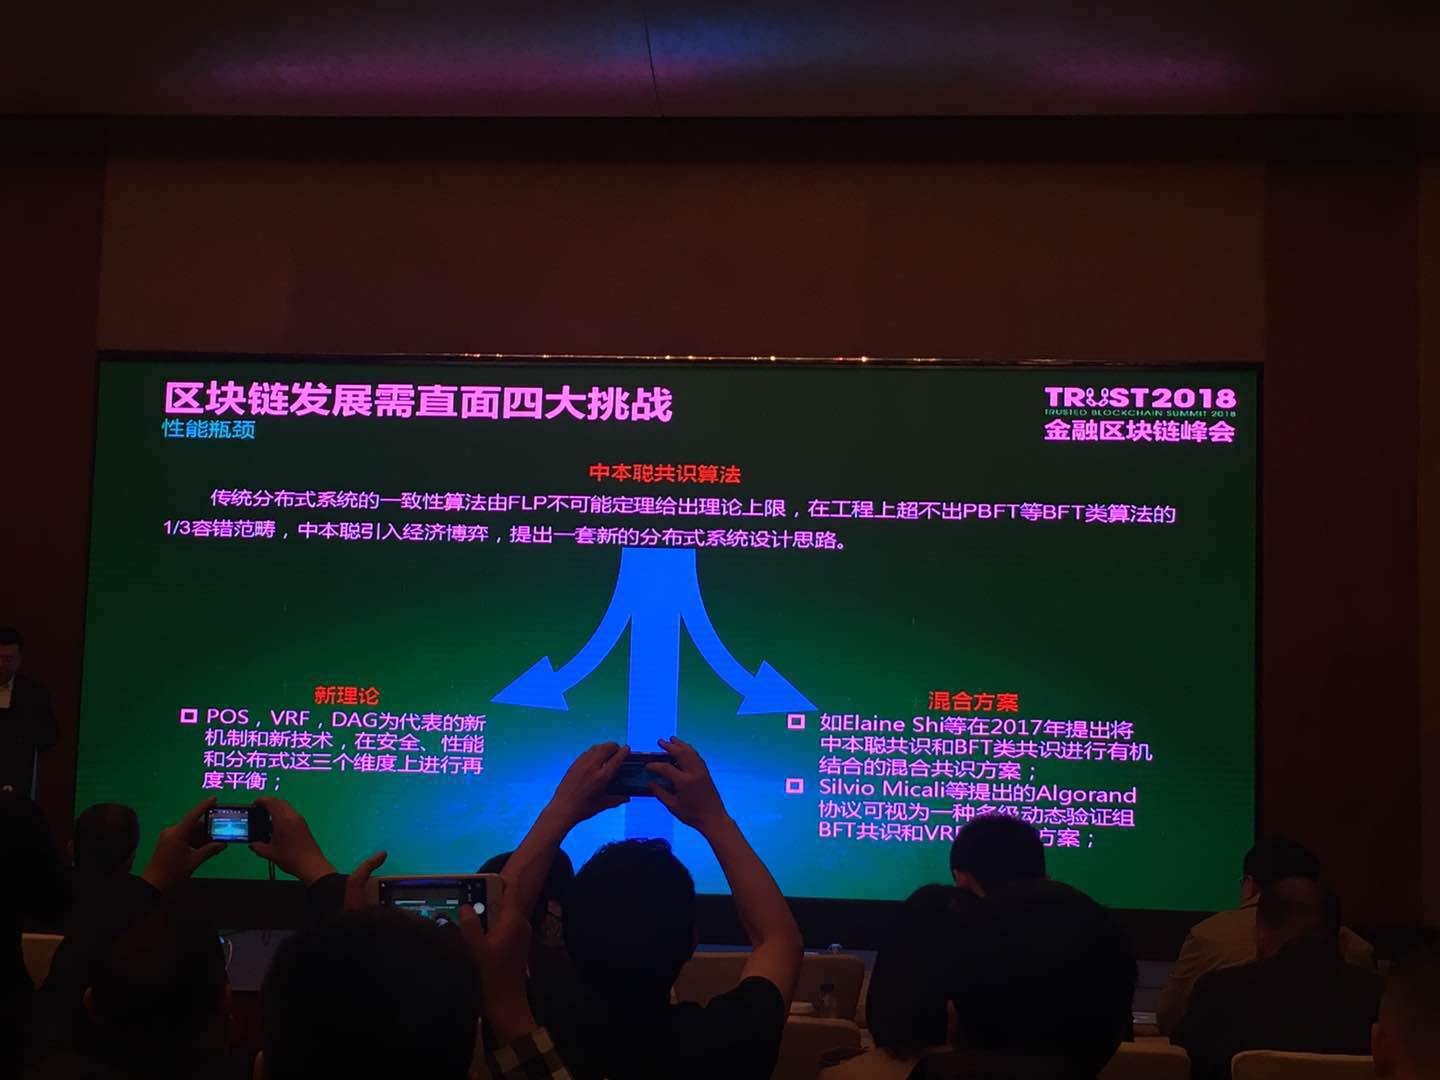 区块链发展需直面四大挑战
性能瓶颈
TRUST2018
TRUSTED BLOCKCHAIN SUMMIT 2018
金融区块链峰会
中本聪共识算法
传统分布式系统的一致性算法由FLP不可能定理给出理论上限，在工程上超不出PBFT等BFT类算法的
1/3容错范畴，中本聪引入经济博弈，提出一套新的分布式系统设计思路。
新理论
POS，VRF，DAG为代表的新
机制和新技术，在安全、性能
和分布式这三个维度上进行再
度平衡；
混合方案
如Elaine Shi等在2017年提出将
中本聪共识和BFT类共识进行有机
结合的混合共识方案；
Silvio Micali等提出的Algorand
协议可视为一种多级动态验证组
BFT共识和VRF 方案；